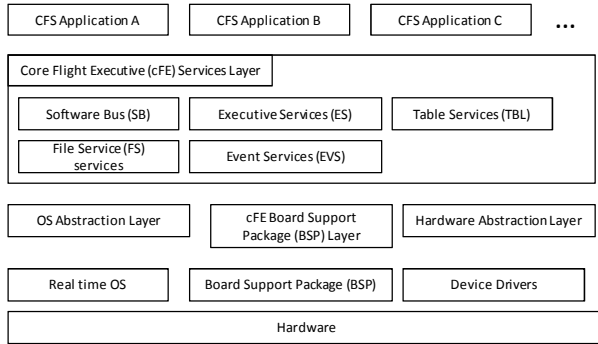 CFS Application A
CFS Application B
CFS Application C
...
Core Flight Executive (cFE) Services Layer
Software Bus (SB)
Executive Services (ES)
Table Services (TBL)
File Service (FS)
services
Event Services (EVS)
OS Abstraction Layer
cFE Board Support
Package (BSP) Layer
Hardware Abstraction Layer
Real time OS
Board Support Package (BSP)
Device Drivers
Hardware